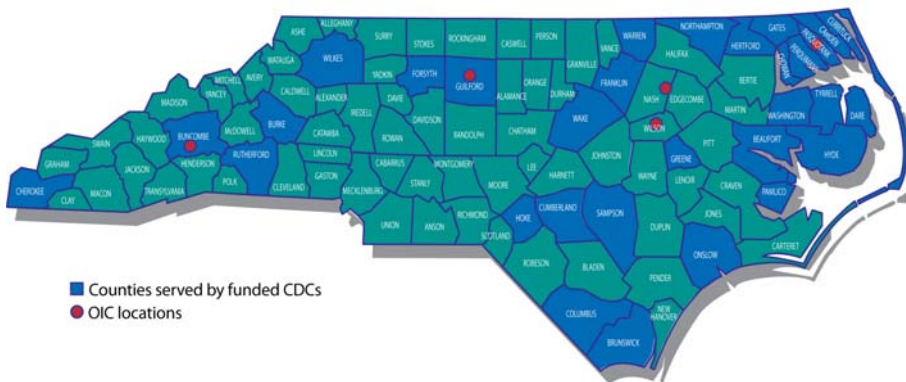 ASHE
ALLEGHANY
SURRY
STOKES
ROCKINGHAM
CASWELL
PERSON
GRANVILLE
VANCE
WARREN
NORTHAMPTON
HALIFAX
HERTFORD
GATES
CURRITUCK
CAMDEN
PASQUOTANK
PERQUIMANS
CHOWAN
WATAUGA
WILKES
YADKIN
FORSYTH
GUILFORD
ALAMANCE
ORANGE
DURHAM
FRANKLIN
NASH
EDGECOMBE
BERTIE
MARTIN
WASHINGTON
TYRRELL
DARE
MITCHELL
AVERY
YANCEY
MADISON
CALDWELL
ALEXANDER
IREDELL
DAVIE
DAVIDSON
RANDOLPH
CHATHAM
WAKE
WILSON
PITT
BEAUFORT
HYDE
BURKE
McDOWELL
BUNCOMBE
HAYWOOD
SWAIN
GRAHAM
CATAWBA
ROWAN
LINCOLN
RUTHERFORD
HENDERSON
JACKSON
CHEROKEE
CLAY
MACON
TRANSYLVANIA
POLK
CLEVELAND
GASTON
MECKLENBURG
CABARRUS
STANLY
MONTGOMERY
MOORE
LEE
HARNETT
JOHNSTON
WAYNE
GREENE
LENOIR
CRAVEN
PAMLICO
UNION
ANSON
RICHMOND
SCOTLAND
HOKE
CUMBERLAND
SAMPSON
DUPLIN
JONES
CARTERET
ONSLOW
ROBESON
BLADEN
PENDER
NEW
HANOVER
COLUMBUS
BRUNSWICK
Counties served by funded CDCs
OIC locations